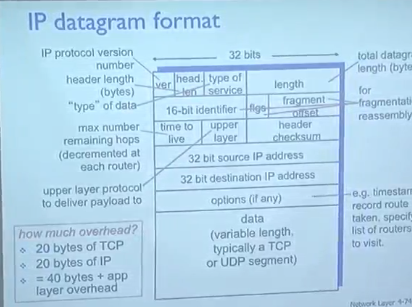 IP datagram format
IP protocol version
number
header length
(bytes)
"type" of data
max number
remaining hops
(decremented at
each router)
upper layer protocol
to deliver payload to
how much overhead?
20 bytes of TCP
20 bytes of IP
= 40 bytes + app
layer overhead
32 bits
ver
head.
len
type of
service
length
16-bit identifier
flgs
fragment
offset
time to
live
upper
layer
header
checksum
32 bit source IP address
32 bit destination IP address
options (if any)
data
(variable length,
typically a TCP
or UDP segment)
total datagr
length (byte
for
fragmentati
reassembly
e.g. timestam
record route
taken, specify
list of routers
to visit.
Network Layer 4-74